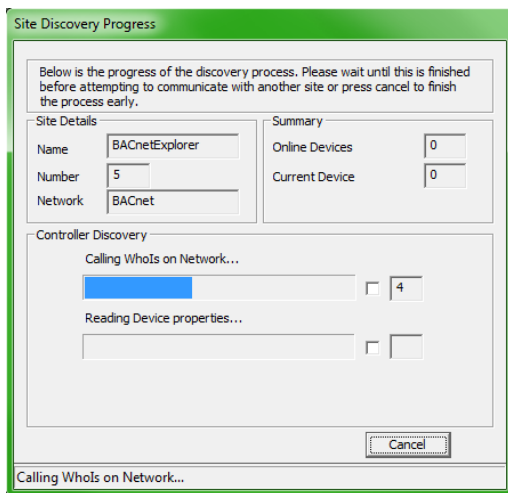 Site Discovery Progress
Below is the progress of the discovery process. Please wait until this is finished
before attempting to communicate with another site or press cancel to finish
the process early.
Site Details
Name BACnetExplorer
Number 5
Network BACnet
Summary
Online Devices 0
Current Device 0
Controller Discovery
Calling WhoIs on Network...
4
Reading Device properties...
Cancel
Calling WhoIs on Network...